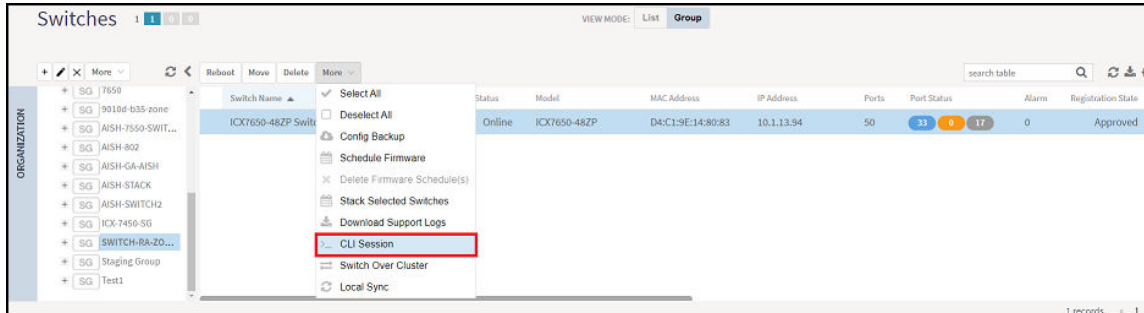 Switches 1 1 0 0 VIEW MODE: List Group
+ × More Reboot Move Delete More search table
ORGANIZATION
+ SG 7650
+ SG 9010d-b35-zone
+ SG AISH-7550-SWIT...
+ SG AISH-802
+ SG AISH-GA-AISH
+ SG AISH-STACK
+ SG AISH-SWITCH2
+ SG ICX-7450-SG
+ SG SWITCH-RA-ZO...
+ SG Staging Group
+ SG Test1
Switch Name Status Model MAC Address IP Address Ports Port Status Alarm Registration State
ICX7650-48ZP Switc Online ICX7650-48ZP D4:C1:9E:14:80:83 10.1.13.94 50 33 0 17 0 Approved
Select All
Deselect All
Config Backup
Schedule Firmware
Delete Firmware Schedule(s)
Stack Selected Switches
Download Support Logs
>_ CLI Session
Switch Over Cluster
Local Sync
1 records 1